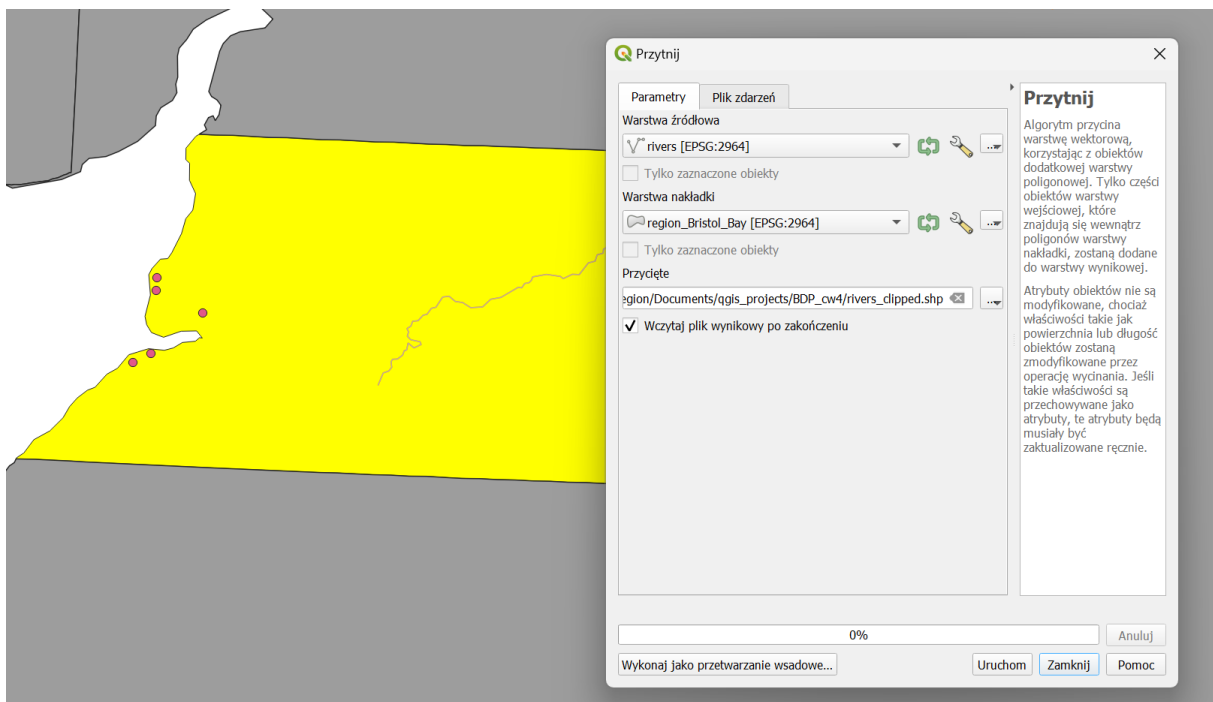 Przytnij
Parametry
Plik zdarzeń
Warstwa źródłowa
rivers [EPSG:2964]
Tylko zaznaczone obiekty
Warstwa nakładki
region_Bristol_Bay [EPSG:2964]
Tylko zaznaczone obiekty
Przycięte
egion/Documents/qgis_projects/BDP_cw4/rivers_clipped.shp
Wczytaj plik wynikowy po zakończeniu
Przytnij
Algorytm przycina
warstwę wektorową,
korzystając z obiektów
dodatkowej warstwy
poligonowej. Tylko części
obiektów warstwy
wejściowej, które
znajdują się wewnątrz
poligonów warstwy
nakładki, zostaną dodane
do warstwy wynikowej.
Atrybuty obiektów nie są
modyfikowane, chociaż
właściwości takie jak
powierzchnia lub długość
obiektów zostaną
zmodyfikowane przez
operację wycinania. Jeśli
takie właściwości są
przechowywane jako
atrybuty, te atrybuty będą
musiały być
zaktualizowane ręcznie.
0%
Anuluj
Wykonaj jako przetwarzanie wsadowe...
Uruchom
Zamknij
Pomoc